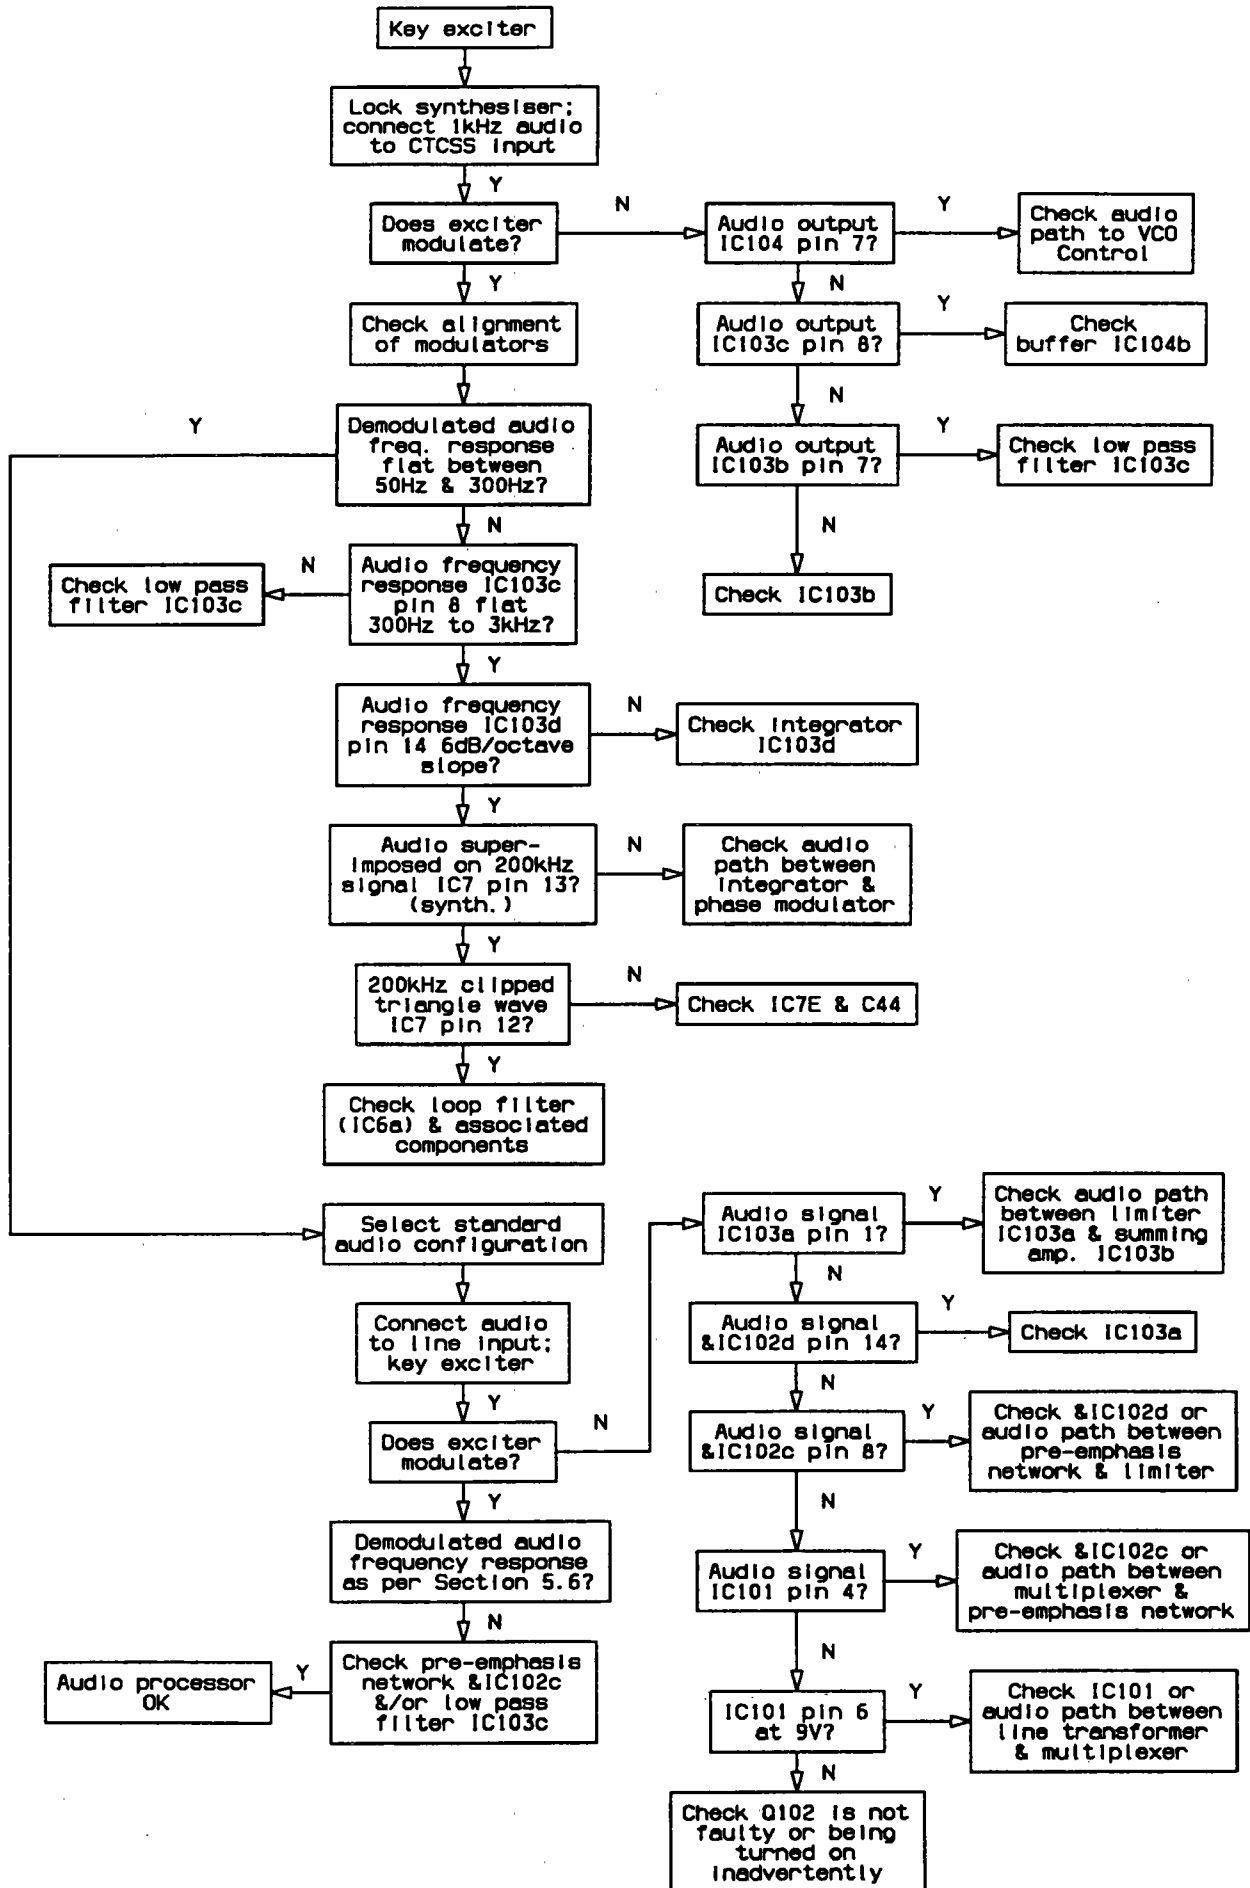 Key exciter
Lock synthesiser;
connect 1kHz audio
to CTCSS input
Y
Does exciter
modulate?
N
Audio output
IC104 pin 7?
Y
Check audio
path to VCO
Control
Y
N
Check alignment
of modulators
Audio output
IC103c pin 8?
Y
Check
buffer IC104b
N
Y
Demodulated audio
freq. response
flat between
50Hz & 300Hz?
Audio output
IC103b pin 7?
Y
Check low pass
filter IC103c
N
N
Check IC103b
Audio frequency
response IC103c
pin 8 flat
300Hz to 3kHz?
N
Check low pass
filter IC103c
Y
Audio frequency
response IC103d
pin 14 6dB/octave
slope?
N
Check integrator
IC103d
Y
Audio super-
imposed on 200kHz
signal IC7 pin 13?
(synth.)
N
Check audio
path between
integrator &
phase modulator
Y
200kHz clipped
triangle wave
IC7 pin 12?
N
Check IC7E & C44
Y
Check loop filter
(IC6a) & associated
components
Select standard
audio configuration
Audio signal
IC103a pin 1?
Y
Check audio path
between limiter
IC103a & summing
amp. IC103b
N
Connect audio
to line input;
key exciter
Audio signal
&IC102d pin 14?
Y
Check IC103a
Y
N
Does exciter
modulate?
N
Audio signal
&IC102c pin 8?
Y
Check &IC102d or
audio path between
pre-emphasis
network & limiter
Y
N
Demodulated audio
frequency response
as per Section 5.6?
Audio signal
IC101 pin 4?
Y
Check &IC102c or
audio path between
multiplexer &
pre-emphasis network
N
N
Check pre-emphasis
network &IC102c
&/or low pass
filter IC103c
Y
Audio processor
OK
IC101 pin 6
at 9V?
Y
Check IC101 or
audio path between
line transformer
& multiplexer
N
Check Q102 is not
faulty or being
turned on
inadvertently